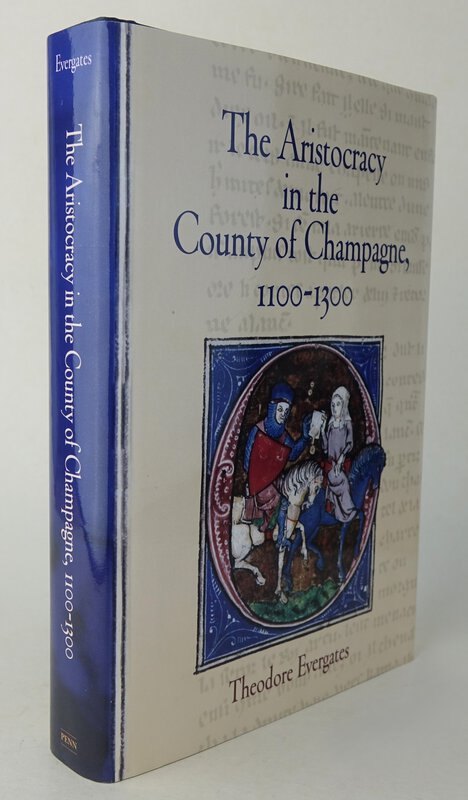 Evergates
The Aristocracy in the County of Champagne, 1100-1300
PENN
The Aristocracy
in the
County of Champagne,
1100-1300
Theodore Evergates